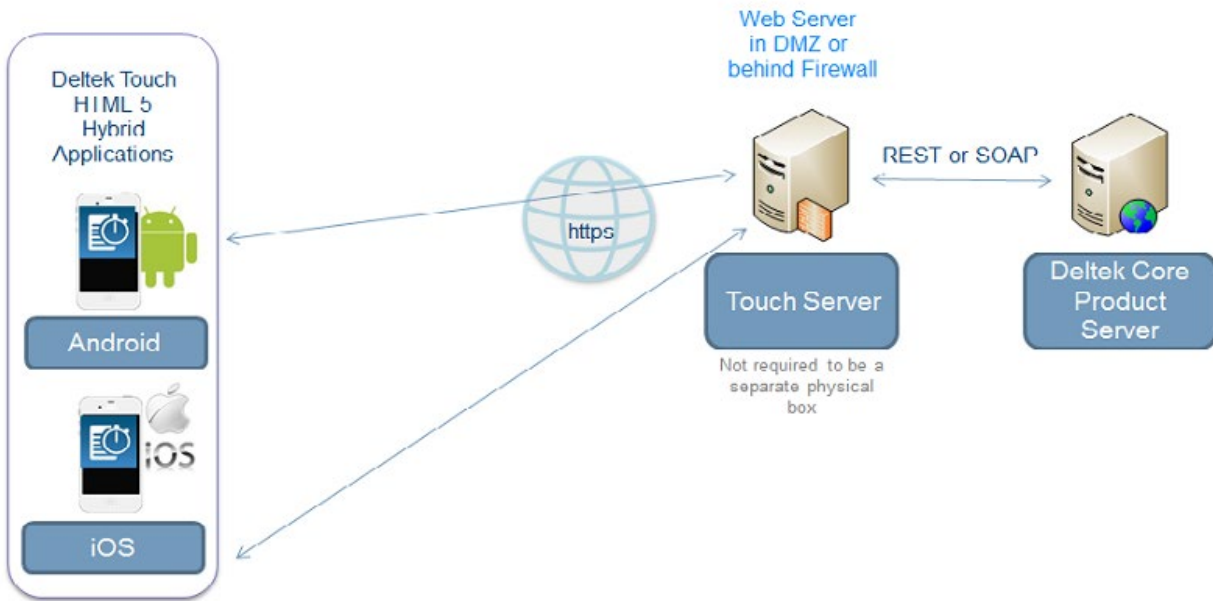 Deltek Touch
HTML 5
Hybrid
Applications
Android
iOS
iOS
https
Web Server
in DMZ or
behind Firewall
Touch Server
Not required to be a
separate physical
box
REST or SOAP
Deltek Core
Product
Server